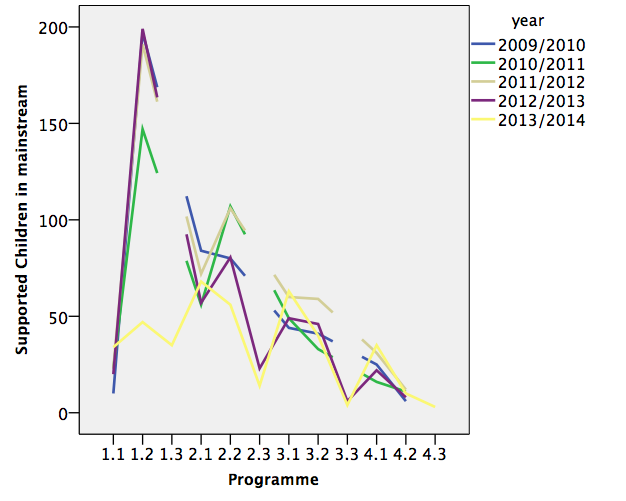 year
2009/2010
2010/2011
2011/2012
2012/2013
2013/2014
Supported Children in mainstream
200
150
100
50
0
1.1 1.2 1.3 2.1 2.2 2.3 3.1 3.2 3.3 4.1 4.2 4.3
Programme